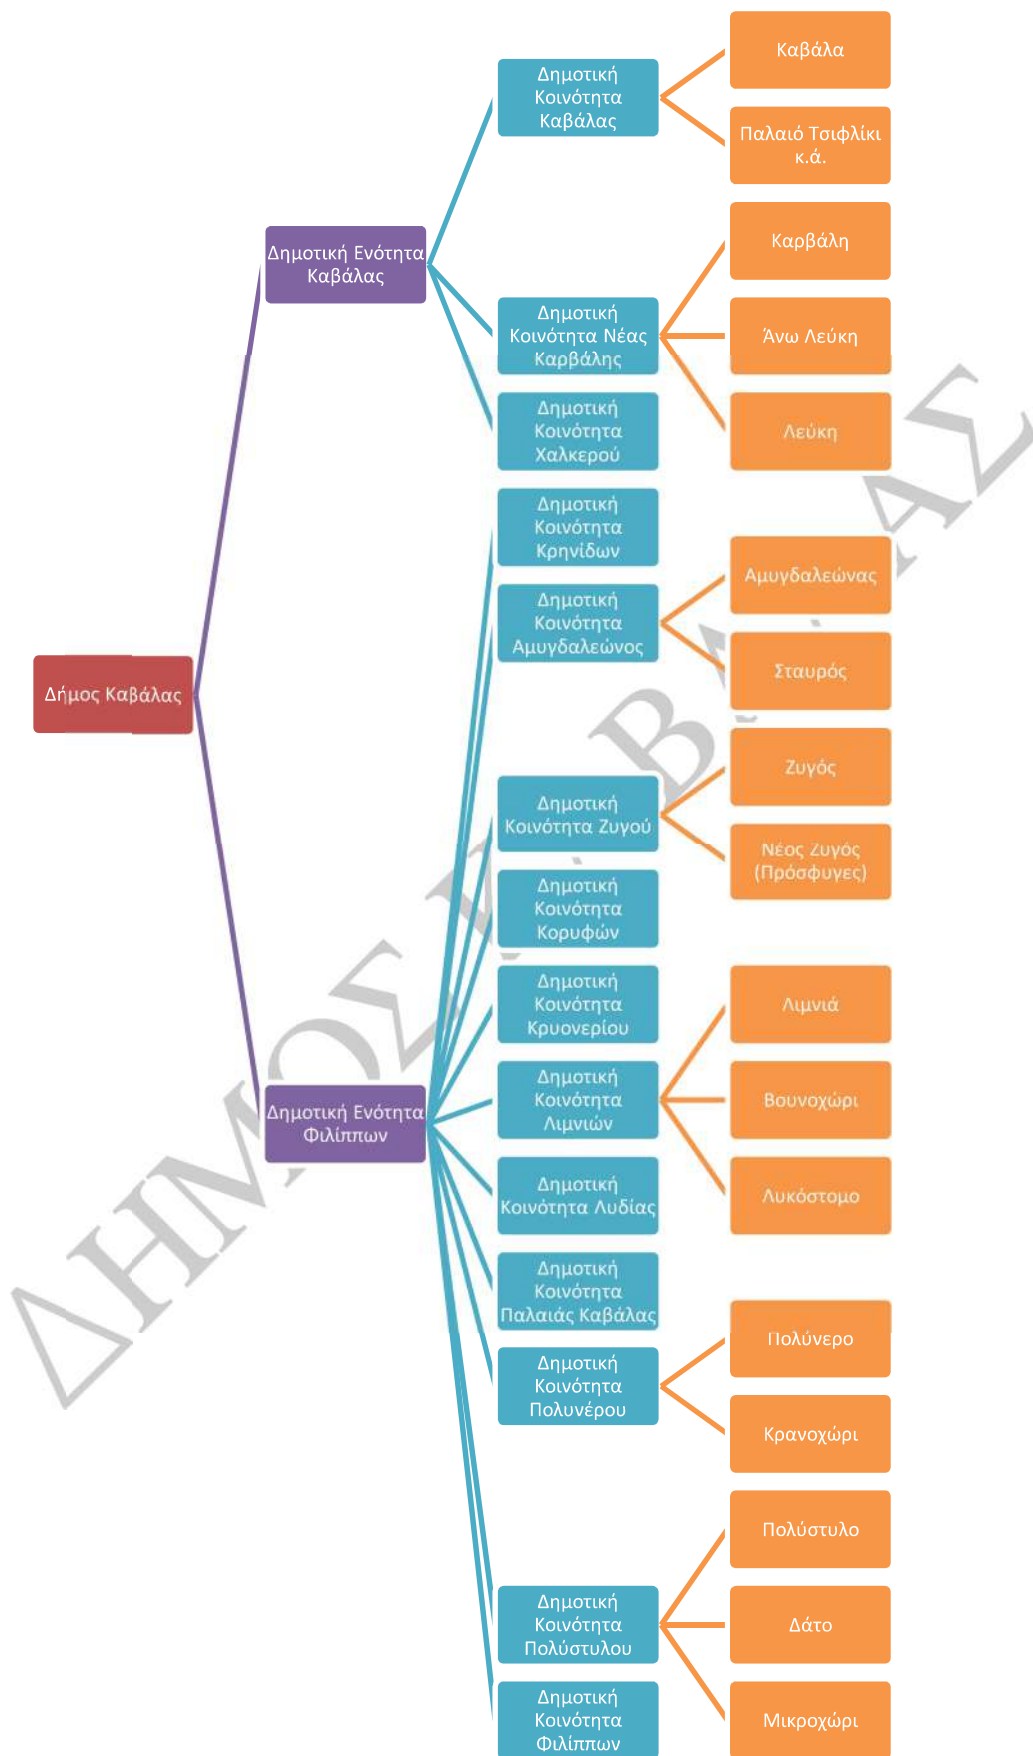 Δήμος Καβάλας
Δημοτική Ενότητα
Καβάλας
Δημοτική
Κοινότητα
Καβάλας
Καβάλα
Παλαιό Τσιφλίκι
κ.ά.
Δημοτική
Κοινότητα Νέας
Καρβάλης
Καρβάλη
Άνω Λεύκη
Λεύκη
Δημοτική
Κοινότητα
Χαλκερού
Δημοτική Ενότητα
Φιλίππων
Δημοτική
Κοινότητα
Κρηνίδων
Δημοτική
Κοινότητα
Αμυγδαλεώνος
Αμυγδαλεώνας
Σταυρός
Δημοτική
Κοινότητα Ζυγού
Ζυγός
Νέος Ζυγός
(Πρόσφυγες)
Δημοτική
Κοινότητα
Κορυφών
Δημοτική
Κοινότητα
Κρυονερίου
Δημοτική
Κοινότητα
Λιμνιών
Λιμνιά
Βουνοχώρι
Λυκόστομο
Δημοτική
Κοινότητα Λυδίας
Δημοτική
Κοινότητα
Παλαιάς Καβάλας
Δημοτική
Κοινότητα
Πολυνέρου
Πολύνερο
Κρανοχώρι
Δημοτική
Κοινότητα
Πολύστυλου
Πολύστυλο
Δάτο
Μικροχώρι
Δημοτική
Κοινότητα
Φιλίππων
ΔΗΜΟΣ